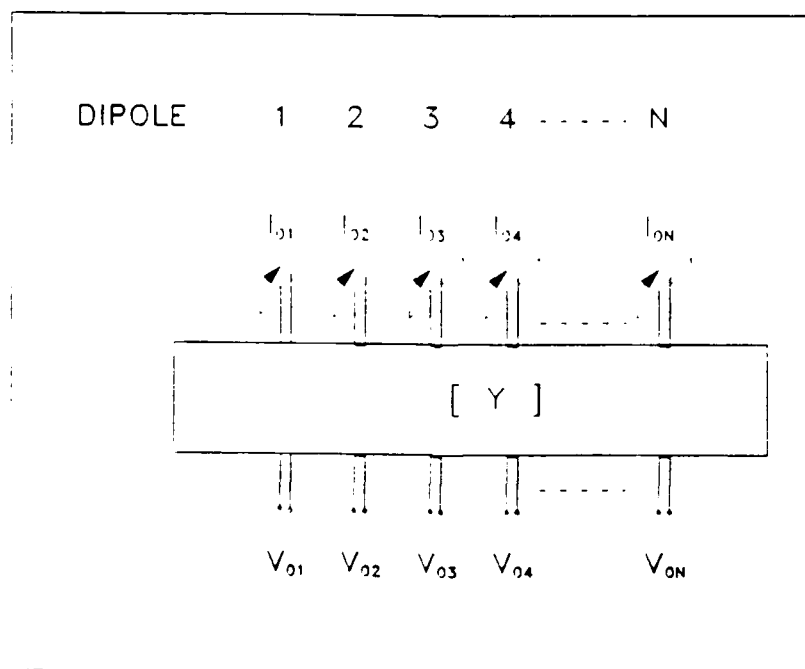 DIPOLE 1 2 3 4 ------ N
I₀₁ I₀₂ I₀₃ I₀₄ I₀N
[ Y ]
V₀₁ V₀₂ V₀₃ V₀₄ V₀N